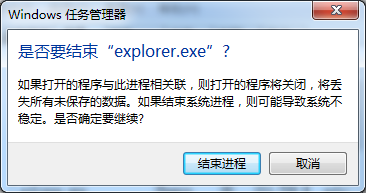 Windows 任务管理器
是否要结束“explorer.exe”？
如果打开的程序与此进程相关联，则打开的程序将关闭，将丢
失所有未保存的数据。如果结束系统进程，则可能导致系统不
稳定。是否确定要继续?
结束进程
取消